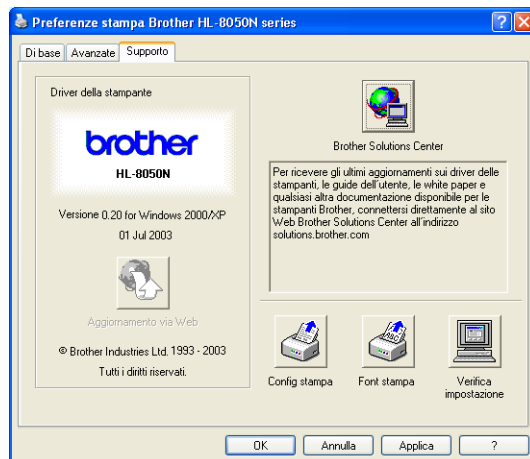 Preferenze stampa Brother HL-8050N series
Di base
Avanzate
Supporto
Driver della stampante
brother
HL-8050N
Versione 0.20 for Windows 2000/XP
01 Jul 2003
Aggiornamento via Web
© Brother Industries Ltd. 1993 - 2003
Tutti i diritti riservati.
Brother Solutions Center
Per ricevere gli ultimi aggiornamenti sui driver delle
stampanti, le guide dell'utente, le white paper e
qualsiasi altra documentazione disponibile per le
stampanti Brother, connettersi direttamente al sito
Web Brother Solutions Center all'indirizzo
solutions.brother.com
Config stampa
Font stampa
Verifica
impostazione
OK
Annulla
Applica
?